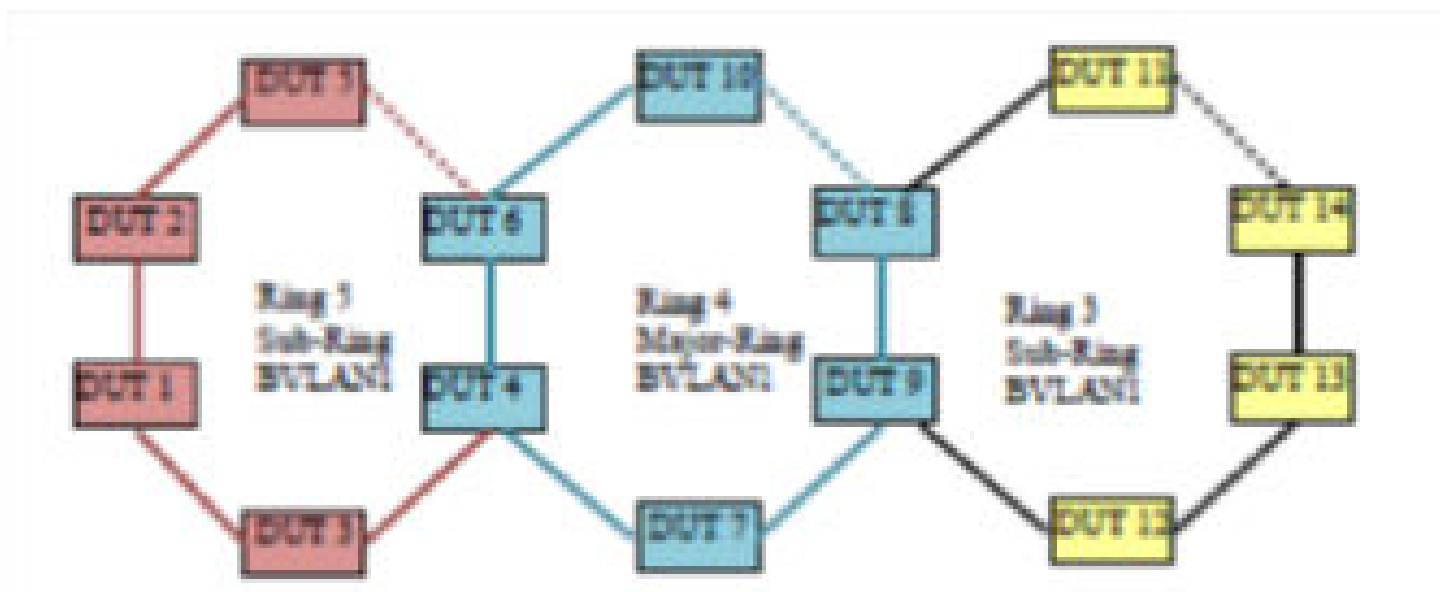 DUT 5
DUT 10
DUT 11
DUT 2
DUT 6
DUT 8
DUT 14
Ring 5
Sub-Ring
BVLAN1
Ring 4
Major-Ring
BVLAN1
Ring 3
Sub-Ring
BVLAN1
DUT 1
DUT 4
DUT 9
DUT 13
DUT 3
DUT 7
DUT 12